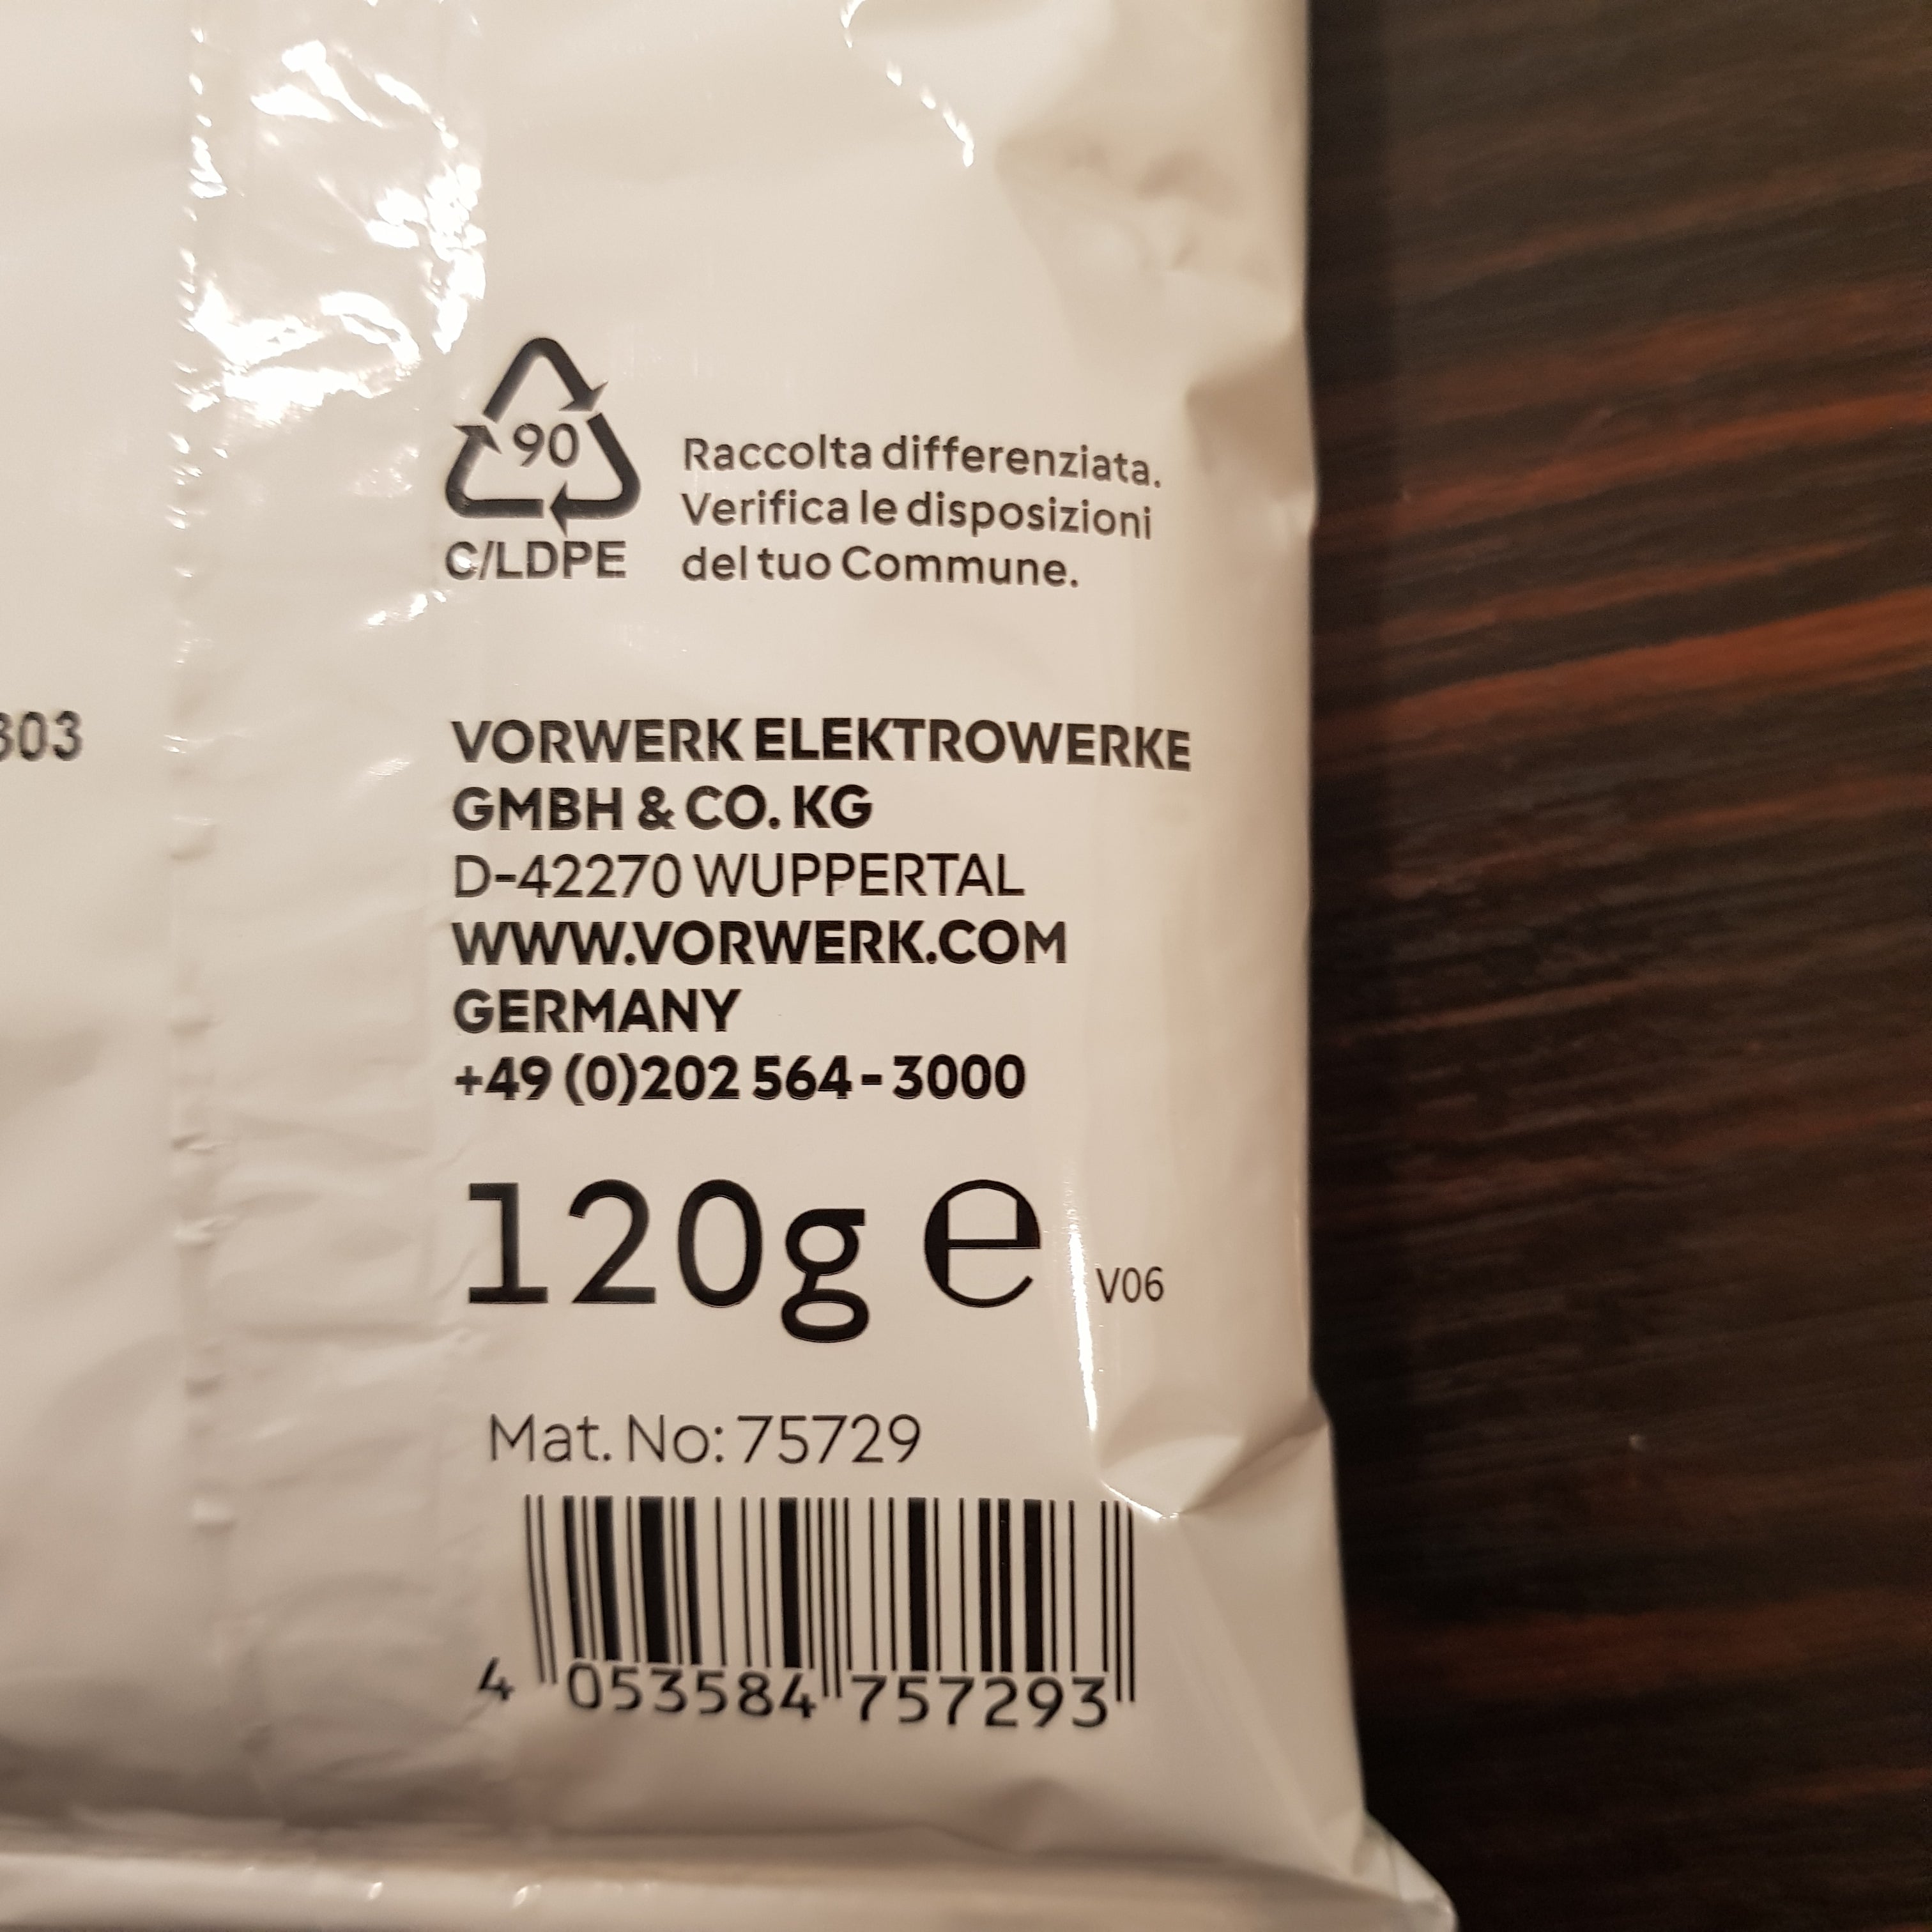 90
C/LDPE
Raccolta differenziata.
Verifica le disposizioni
del tuo Commune.
303
VORWERK ELEKTROWERKE
GMBH & CO. KG
D-42270 WUPPERTAL
WWW.VORWERK.COM
GERMANY
+49 (0)202 564-3000
120g e
V06
Mat. No: 75729
4 053584 757293